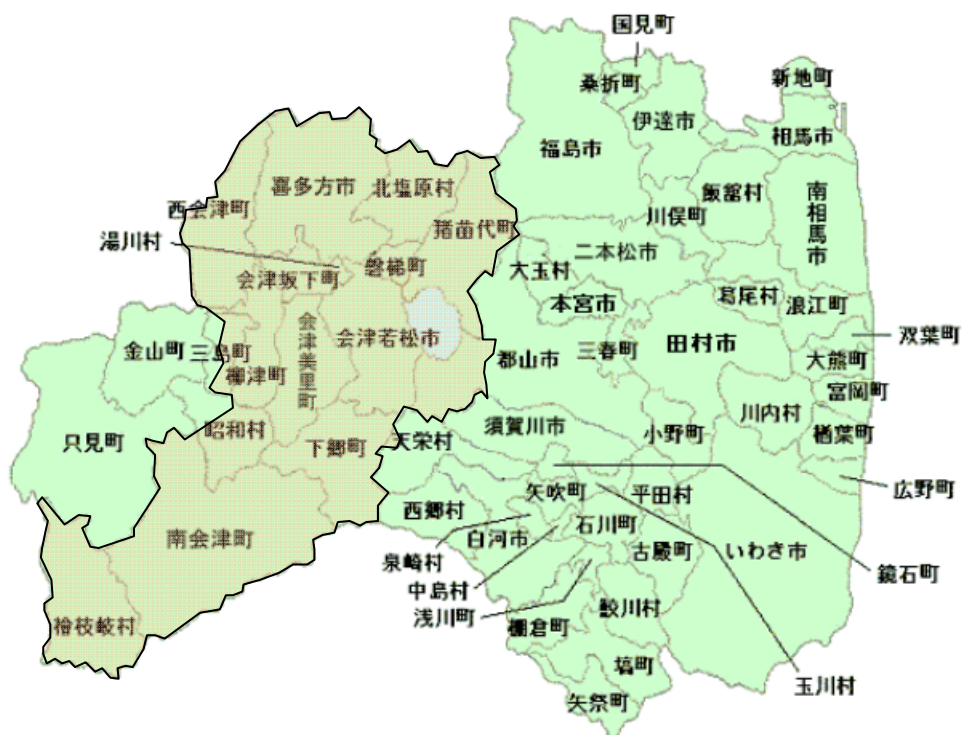 国見町
桑折町
新地町
伊達市
相馬市
福島市
喜多方市
北塩原村
飯舘村
南相馬市
西会津町
川俣町
猪苗代町
湯川村
二本松市
磐梯町
大玉村
会津坂下町
葛尾村
本宮市
浪江町
会津美里町
会津若松市
双葉町
田村市
金山町
三島町
郡山市
三春町
大熊町
柳津町
富岡町
川内村
須賀川市
昭和村
小野町
楢葉町
只見町
下郷町
天栄村
広野町
矢吹町
平田村
西郷村
石川町
白河市
南会津町
古殿町
いわき市
泉崎村
鏡石町
中島村
浅川町
鮫川村
檜枝岐村
棚倉町
塙町
玉川村
矢祭町